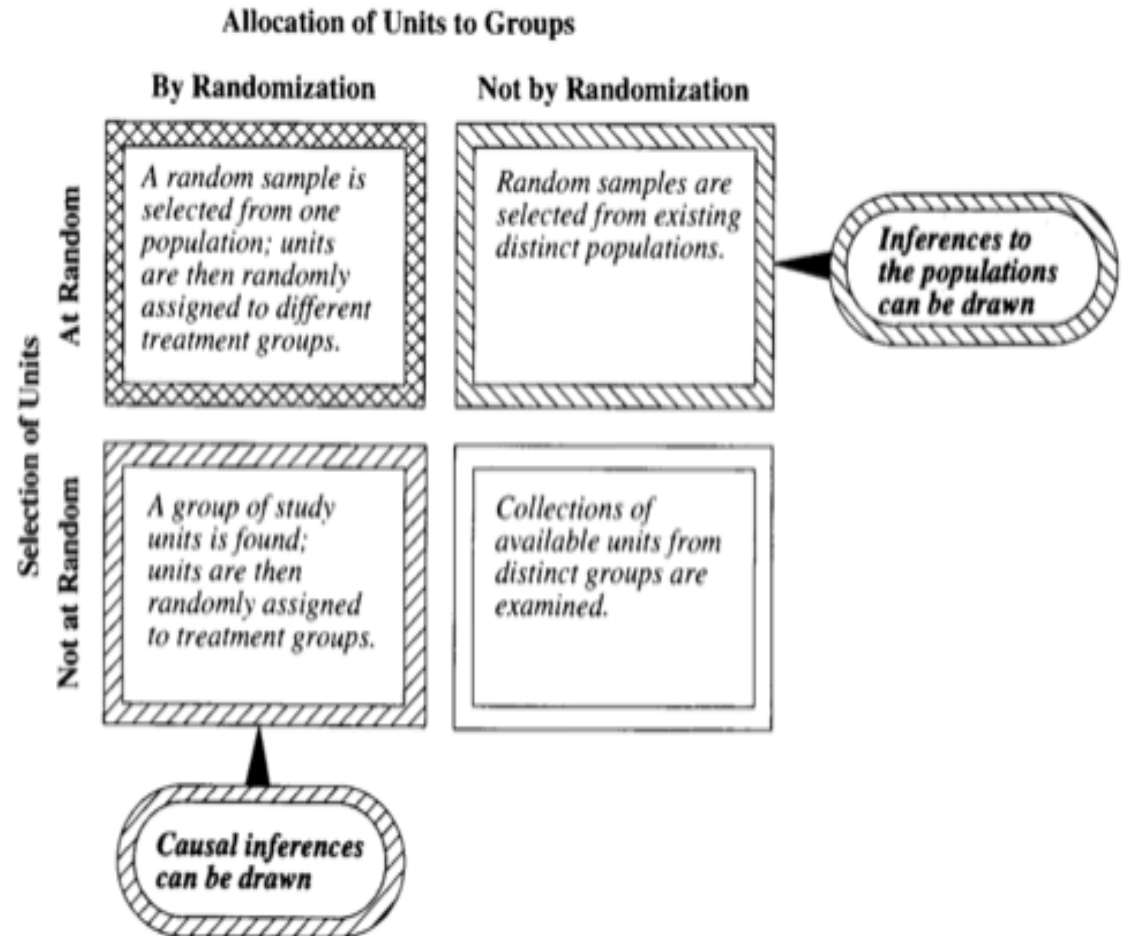 Allocation of Units to Groups
By Randomization
Not by Randomization
Selection of Units
At Random
A random sample is
selected from one
population; units
are then randomly
assigned to different
treatment groups.
Random samples are
selected from existing
distinct populations.
Inferences to
the populations
can be drawn
Not at Random
A group of study
units is found;
units are then
randomly assigned
to treatment groups.
Collections of
available units from
distinct groups are
examined.
Causal inferences
can be drawn